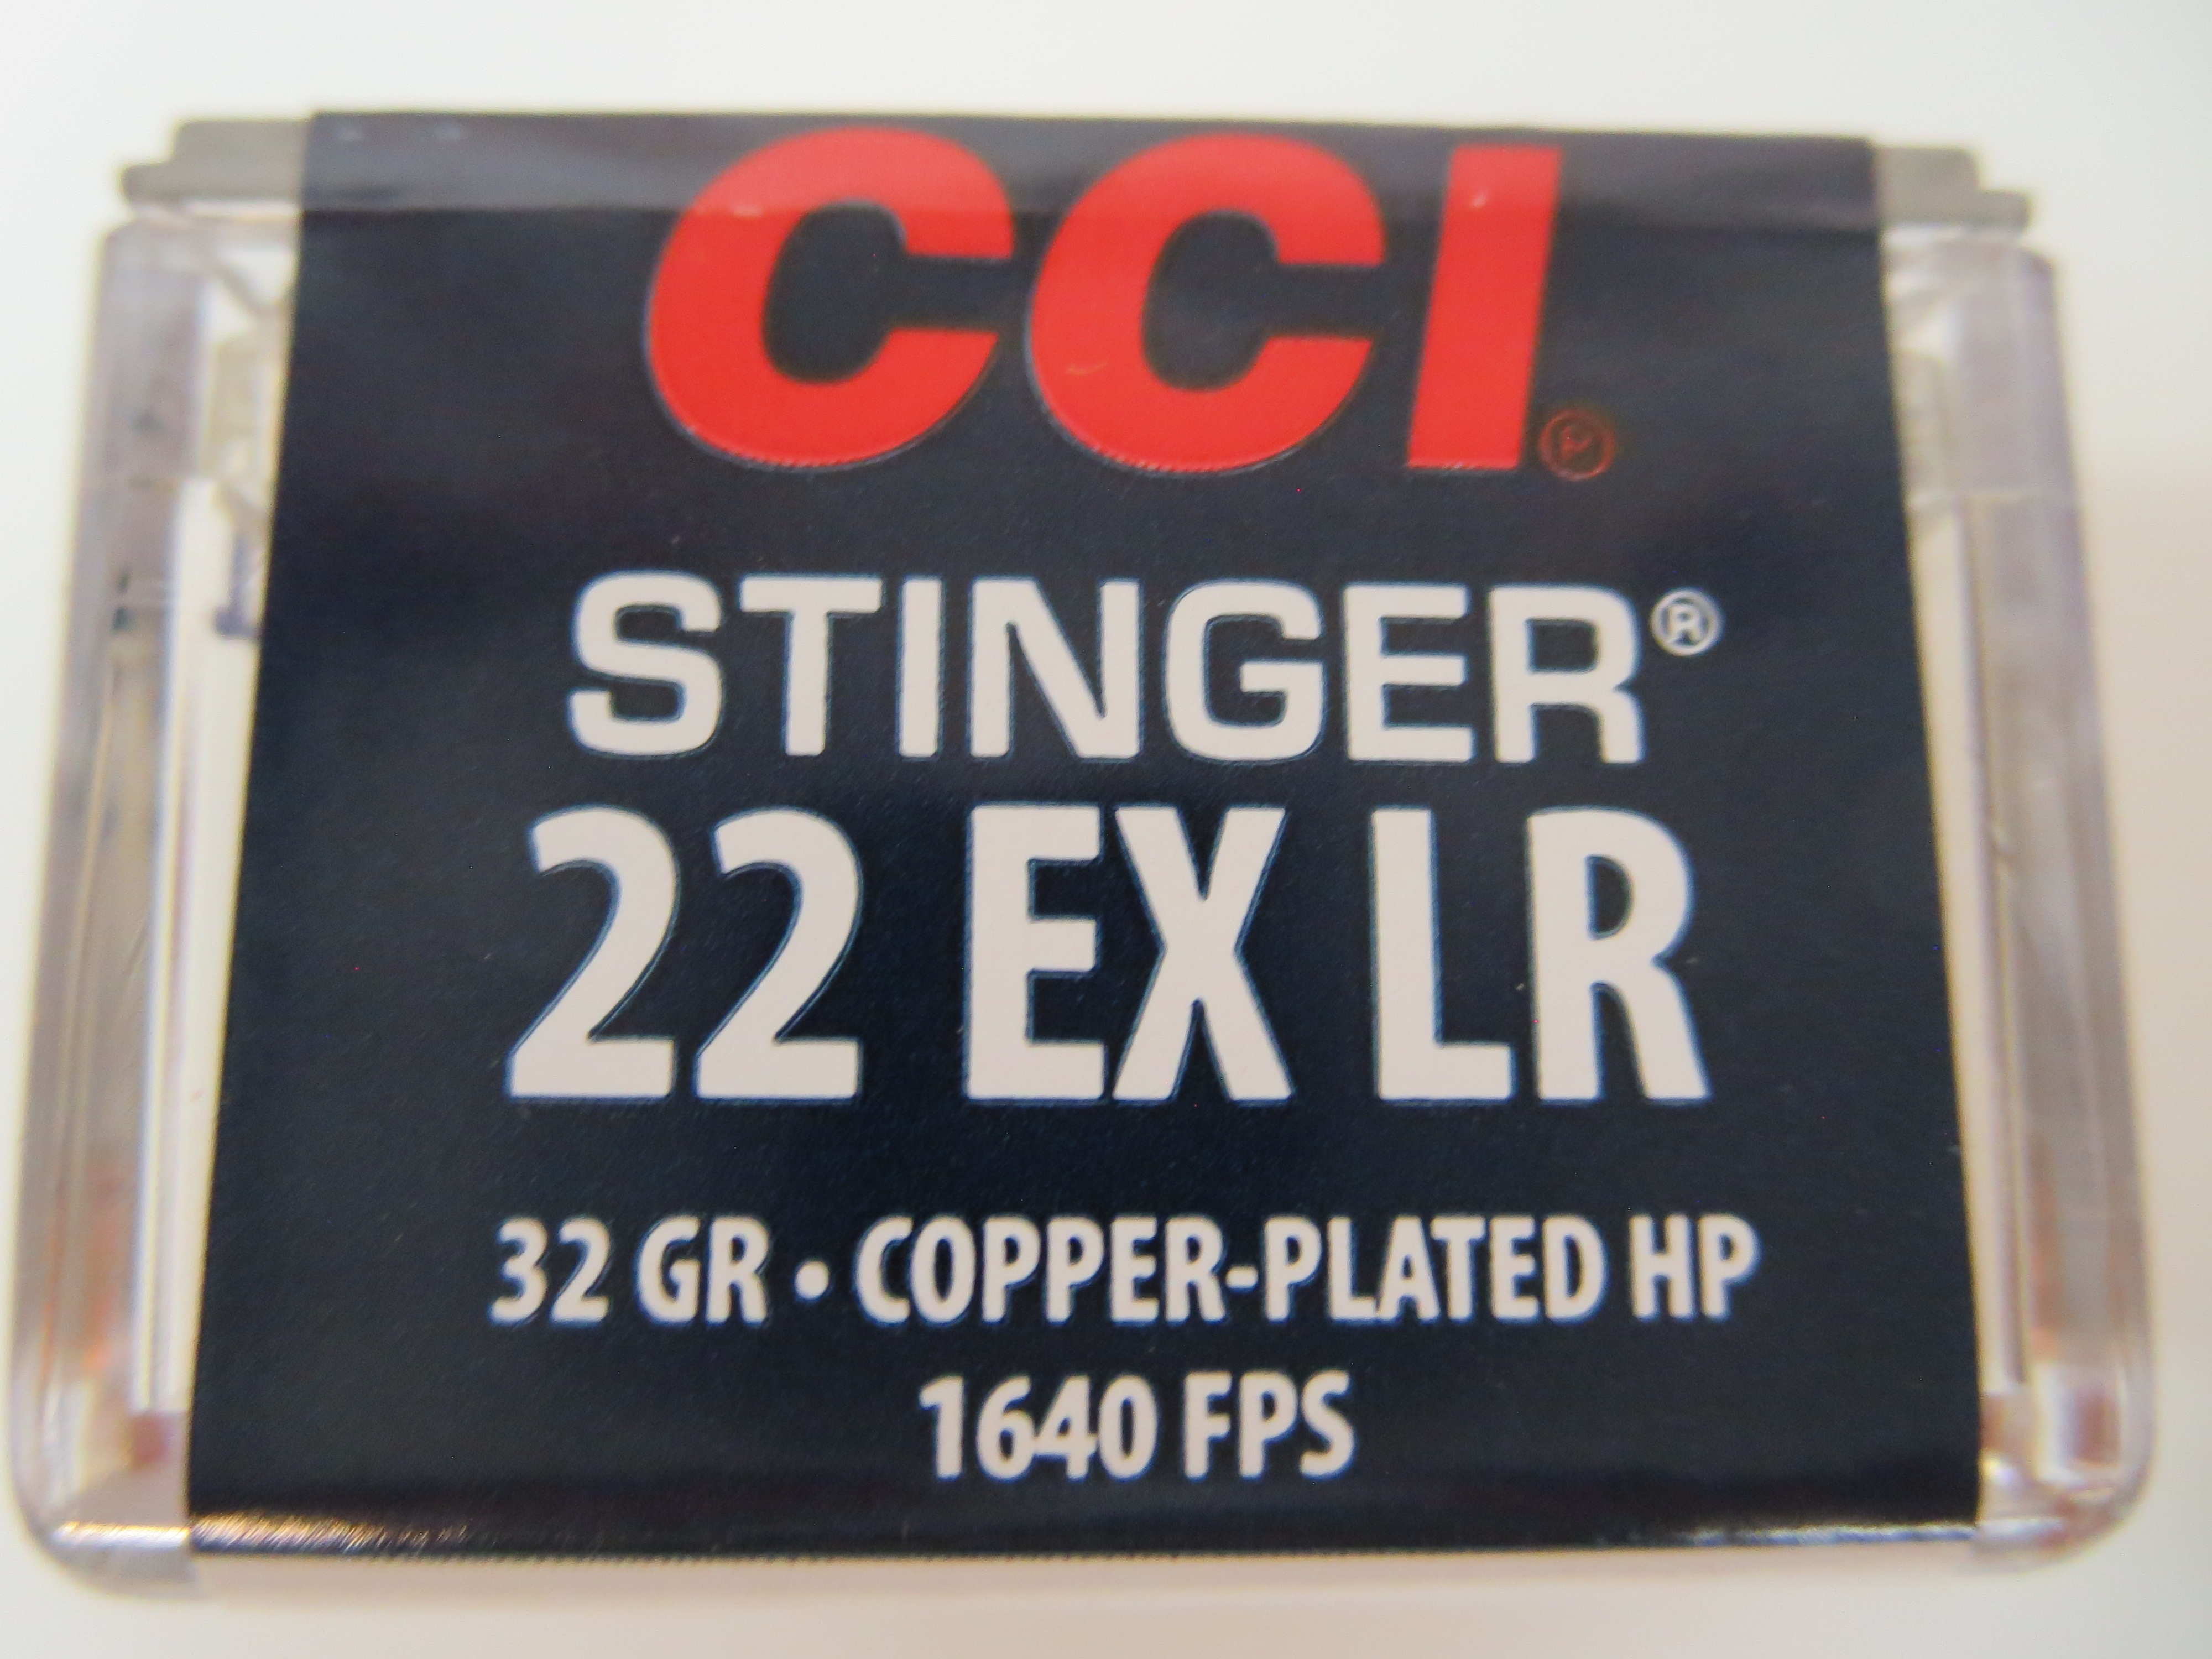 CCI®
STINGER®
22 EX LR
32 GR • COPPER-PLATED HP
1640 FPS